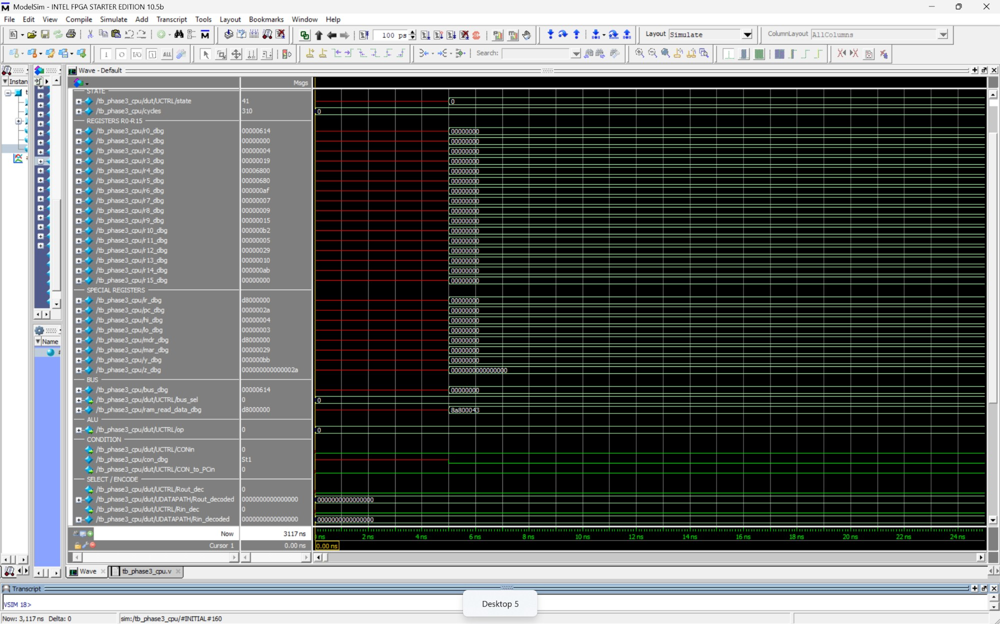 ModelSim - INTEL FPGA STARTER EDITION 10.5b
File Edit View Compile Simulate Add Transcript Tools Layout Bookmarks Window Help
100 ps Layout Simulate ColumnLayout AllColumns
Search:
Wave - Default
Instan
Msgs
STATE
/tb_phase3_cpu/dut/UCTRL/state 41 0
/tb_phase3_cpu/cycles 310 0
REGISTERS R0-R15
/tb_phase3_cpu/r0_dbg 00000614 00000000
/tb_phase3_cpu/r1_dbg 00000000 00000000
/tb_phase3_cpu/r2_dbg 00000004 00000000
/tb_phase3_cpu/r3_dbg 00000019 00000000
/tb_phase3_cpu/r4_dbg 00006800 00000000
/tb_phase3_cpu/r5_dbg 00000680 00000000
/tb_phase3_cpu/r6_dbg 000000af 00000000
/tb_phase3_cpu/r7_dbg 00000007 00000000
/tb_phase3_cpu/r8_dbg 00000009 00000000
/tb_phase3_cpu/r9_dbg 00000015 00000000
/tb_phase3_cpu/r10_dbg 000000b2 00000000
/tb_phase3_cpu/r11_dbg 00000005 00000000
/tb_phase3_cpu/r12_dbg 00000029 00000000
/tb_phase3_cpu/r13_dbg 00000010 00000000
/tb_phase3_cpu/r14_dbg 000000ab 00000000
/tb_phase3_cpu/r15_dbg 00000000 00000000
SPECIAL REGISTERS
/tb_phase3_cpu/ir_dbg d8000000 00000000
/tb_phase3_cpu/pc_dbg 0000002a 00000000
/tb_phase3_cpu/hi_dbg 00000004 00000000
/tb_phase3_cpu/lo_dbg 00000003 00000000
/tb_phase3_cpu/mdr_dbg d8000000 00000000
/tb_phase3_cpu/mar_dbg 00000029 00000000
/tb_phase3_cpu/y_dbg 000000bb 00000000
/tb_phase3_cpu/z_dbg 000000000000002a 0000000000000000
BUS
/tb_phase3_cpu/bus_dbg 00000614 00000000
/tb_phase3_cpu/dut/UCTRL/bus_sel 0 0
/tb_phase3_cpu/ram_read_data_dbg d8000000 8a800043
ALU
/tb_phase3_cpu/dut/UCTRL/op 0 0
CONDITION
/tb_phase3_cpu/dut/UCTRL/CONin 0
/tb_phase3_cpu/con_dbg St1
/tb_phase3_cpu/dut/UCTRL/CON_to_PCin 0
SELECT / ENCODE
/tb_phase3_cpu/dut/UCTRL/Rout_dec 0
/tb_phase3_cpu/dut/UDATAPATH/Rout_decoded 0000000000000000 0000000000000000
/tb_phase3_cpu/dut/UCTRL/Rin_dec 0
/tb_phase3_cpu/dut/UDATAPATH/Rin_decoded 0000000000000000 0000000000000000
Name
Now 3117 ns ns 2 ns 4 ns 6 ns 8 ns 10 ns 12 ns 14 ns 16 ns 18 ns 20 ns 22 ns 24 ns
Cursor 1 0.00 ns 0.00 ns
Wave tb_phase3_cpu.v
Transcript
VSIM 18>
Desktop 5
Now: 3,117 ns Delta: 0 sim:/tb_phase3_cpu/#INITIAL#160